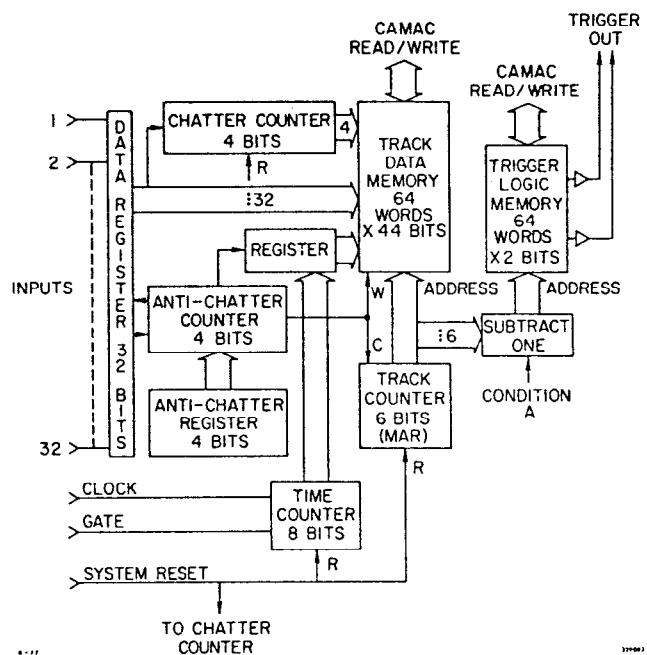 TRIGGER
OUT
CAMAC
READ/WRITE
CAMAC
READ/WRITE
1
2
INPUTS
32
DATA REGISTER 32 BITS
CHATTER COUNTER
4 BITS
4
R
32
TRACK
DATA
MEMORY
64
WORDS
X 44 BITS
TRIGGER
LOGIC
MEMORY
64
WORDS
X 2 BITS
REGISTER
ANTI-CHATTER
COUNTER
4 BITS
W
ADDRESS
ADDRESS
6
SUBTRACT
ONE
C
ANTI-CHATTER
REGISTER
4 BITS
TRACK
COUNTER
6 BITS
(MAR)
CONDITION
A
R
CLOCK
GATE
TIME
COUNTER
8 BITS
R
SYSTEM RESET
TO CHATTER
COUNTER